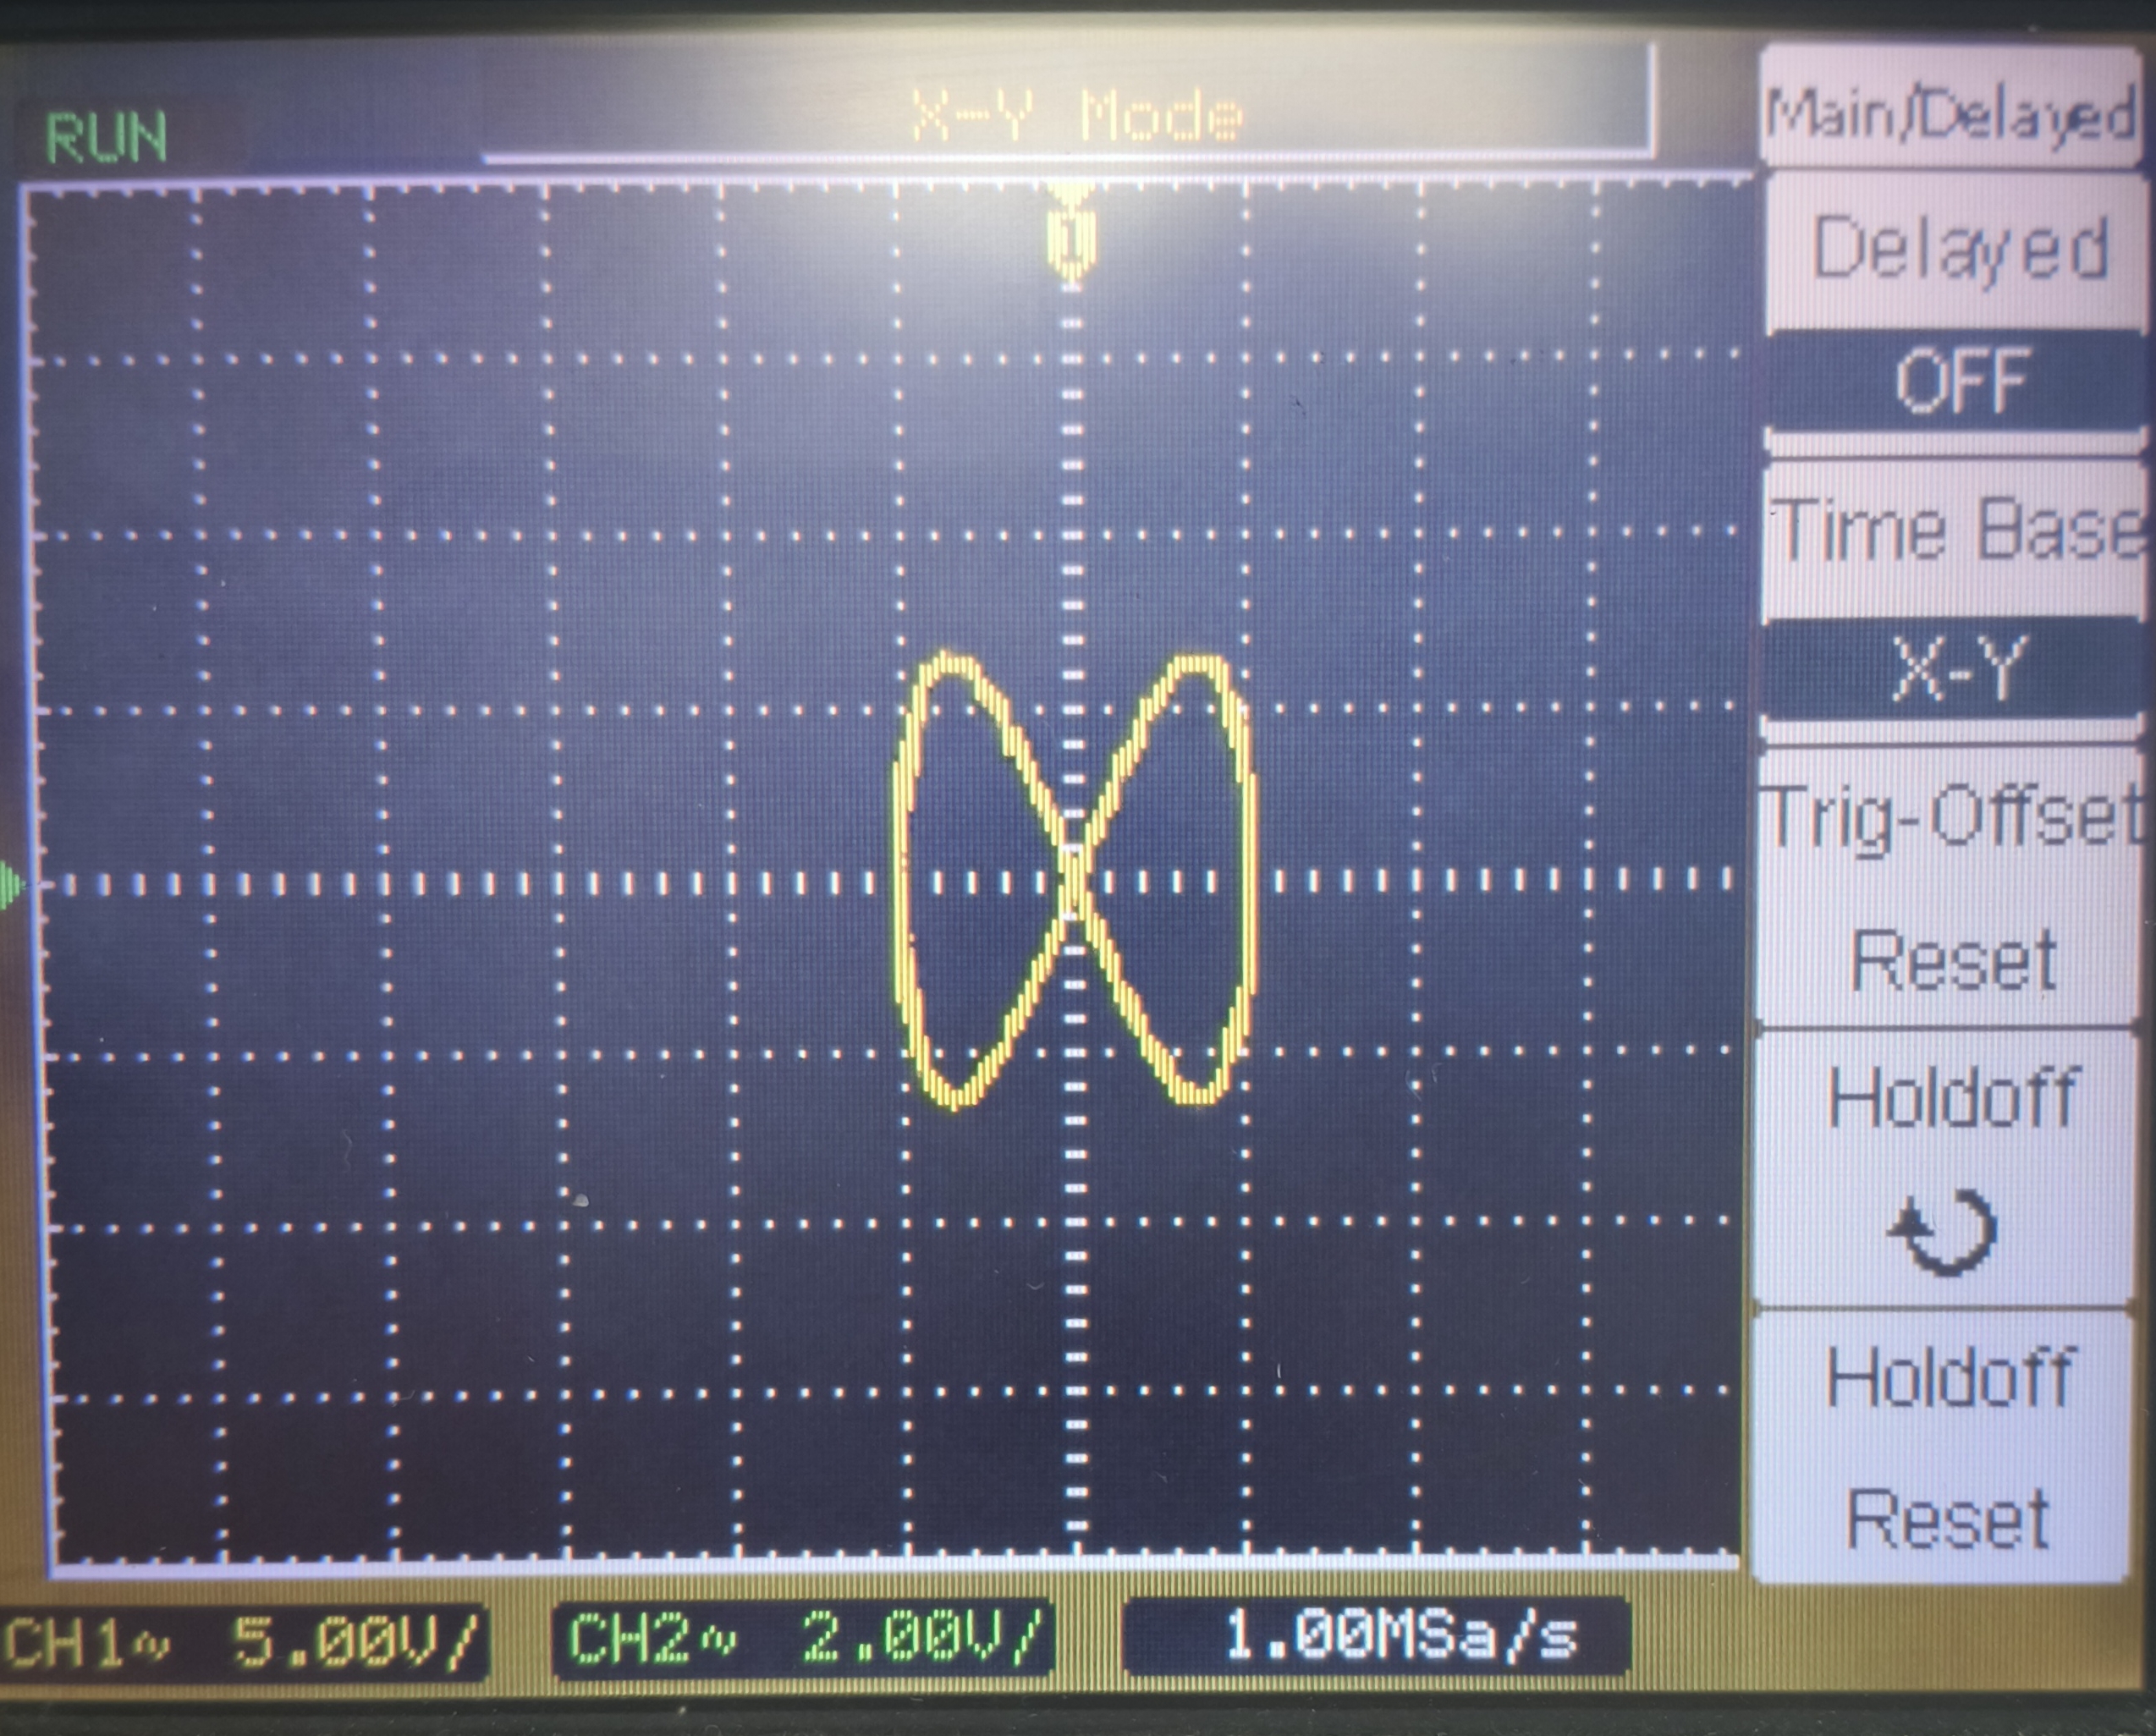 X-Y Mode
RUN
1
Main/Delayed
Delayed
OFF
Time Base
X-Y
Trig-Offset
Reset
Holdoff
Holdoff
Reset
CH1~ 5.00V/
CH2~ 2.00V/
1.00MSa/s